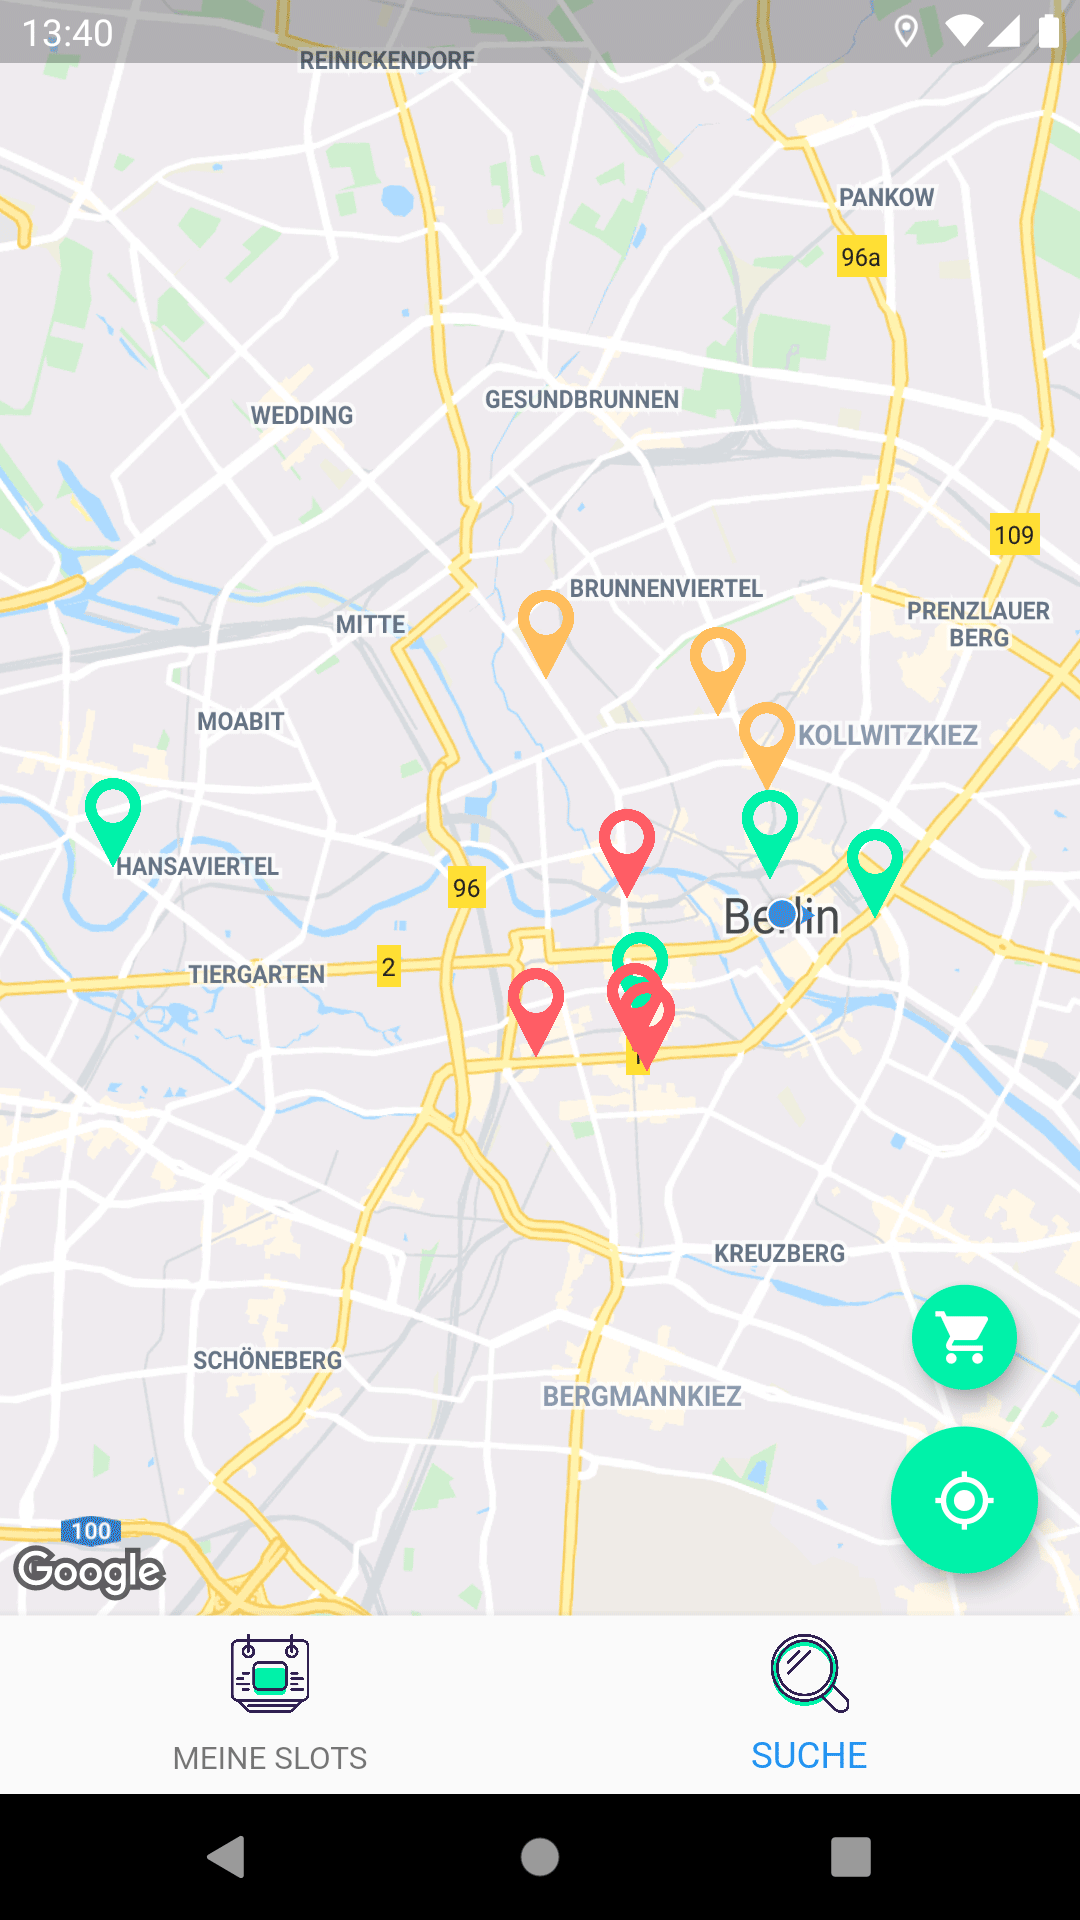 13:40
REINICKENDORF
PANKOW
96a
GESUNDBRUNNEN
WEDDING
109
BRUNNENVIERTEL
PRENZLAUER
BERG
MITTE
MOABIT
KOLLWITZKIEZ
HANSAVIERTEL
96
Berlin
2
TIERGARTEN
1
KREUZBERG
SCHÖNEBERG
BERGMANNKIEZ
100
Google
MEINE SLOTS
SUCHE